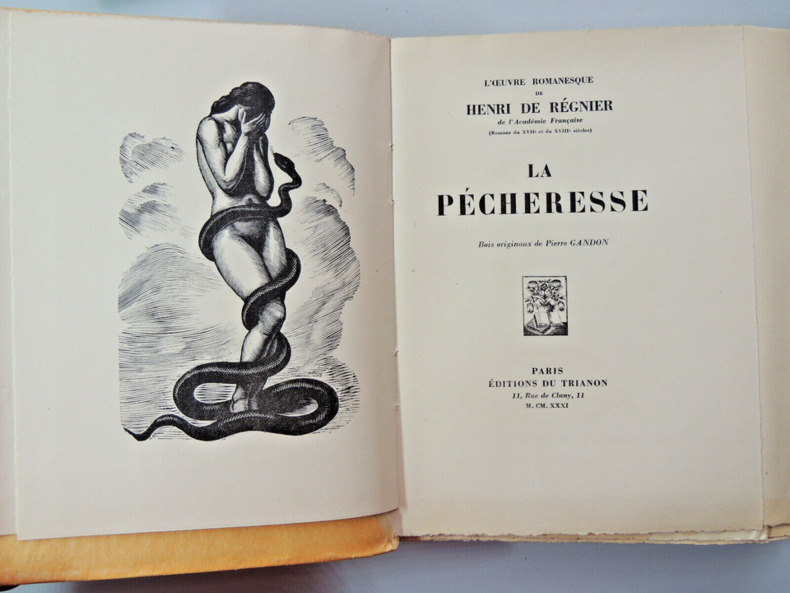 L'ŒUVRE ROMANESQUE
DE
HENRI DE RÉGNIER
de l'Académie Française
(Romans du XVIIe et du XVIIIe siècles)
LA
PÉCHERESSE
Bois originaux de Pierre GANDON
PARIS
ÉDITIONS DU TRIANON
11, Rue de Cluny, 11
M. CM. XXXI